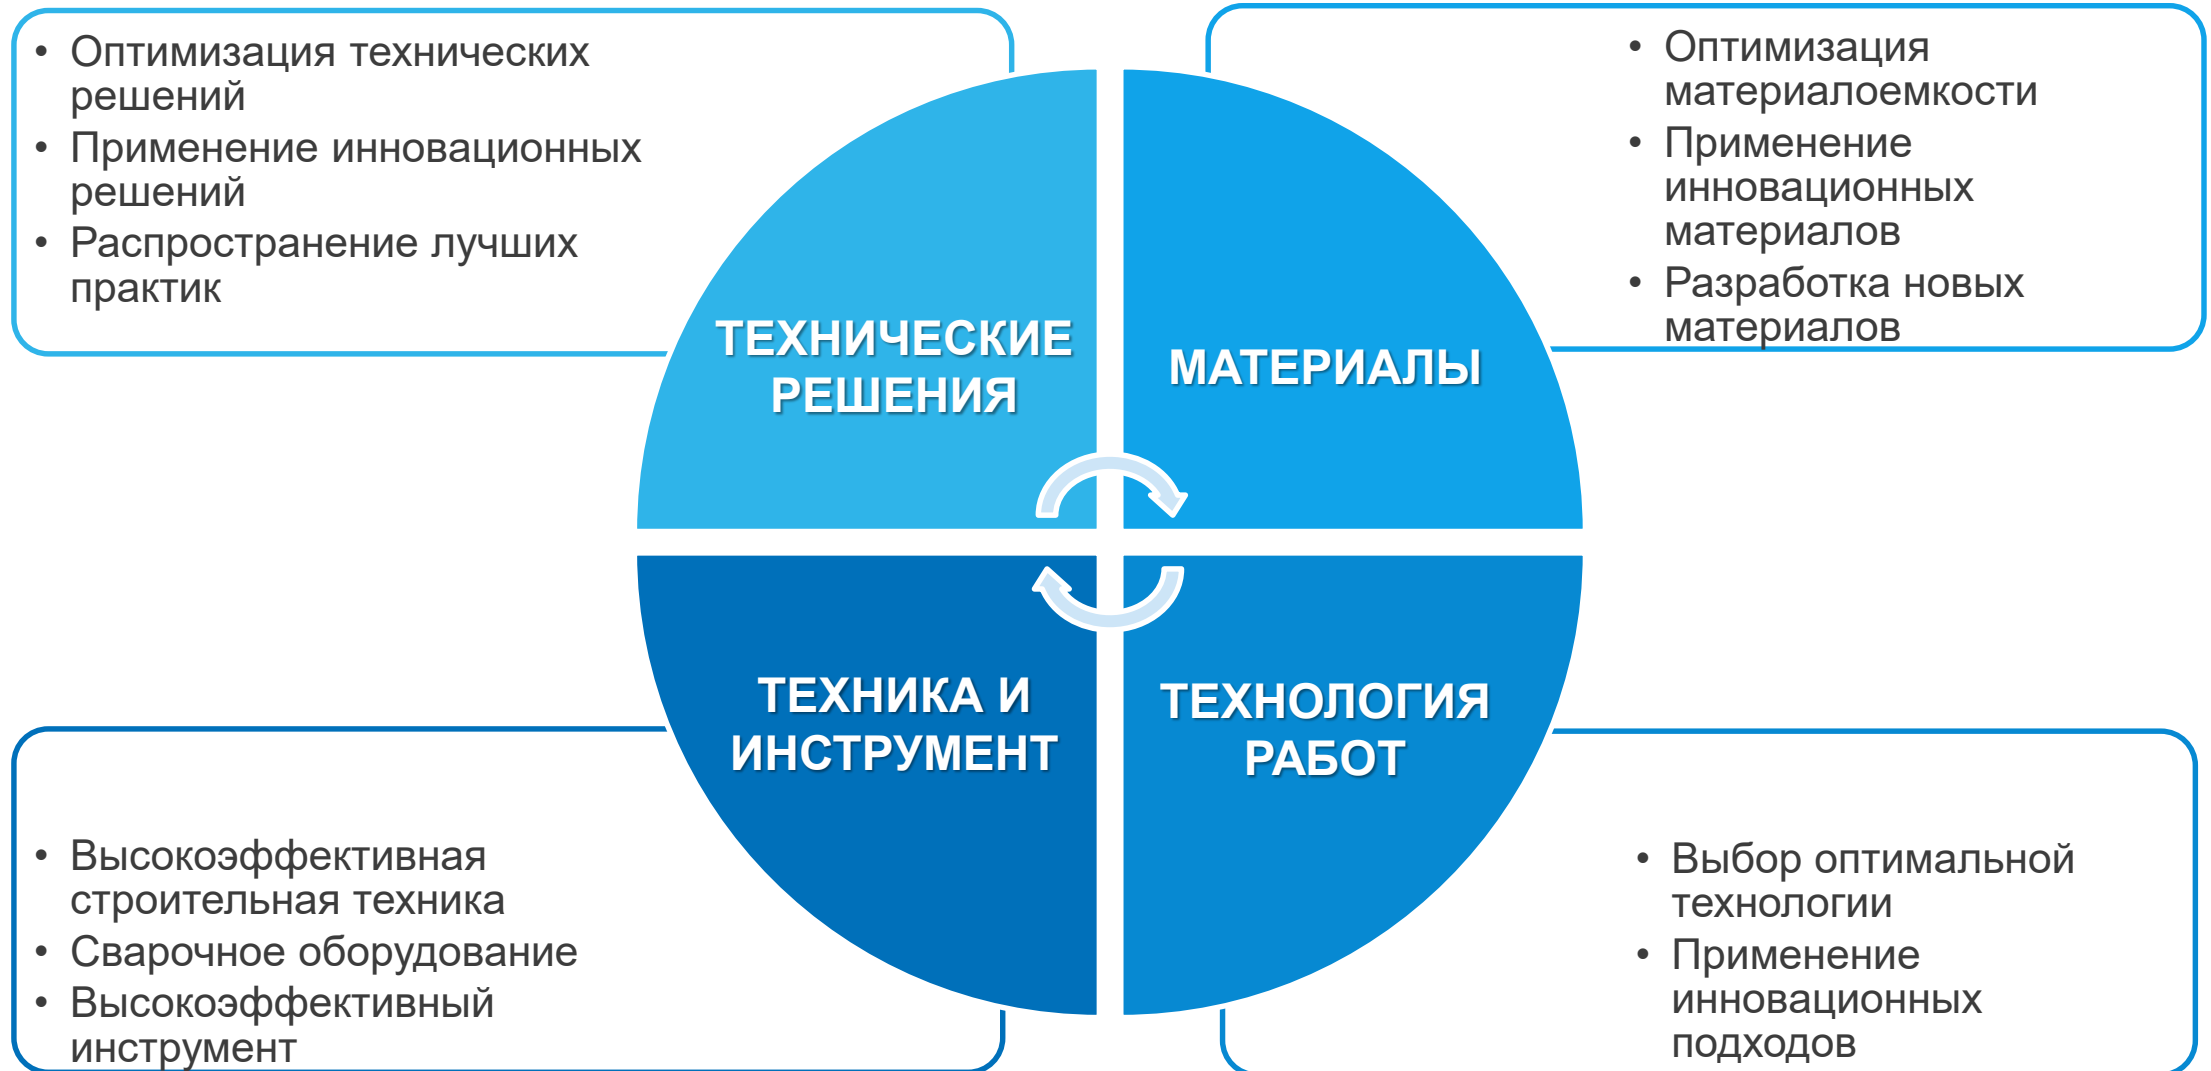 • Оптимизация технических
решений
• Применение инновационных
решений
• Распространение лучших
практик
• Оптимизация
материалоемкости
• Применение
инновационных
материалов
• Разработка новых
материалов
ТЕХНИЧЕСКИЕ
РЕШЕНИЯ
МАТЕРИАЛЫ
ТЕХНИКА И
ИНСТРУМЕНТ
ТЕХНОЛОГИЯ
РАБОТ
• Высокоэффективная
строительная техника
• Сварочное оборудование
• Высокоэффективный
инструмент
• Выбор оптимальной
технологии
• Применение
инновационных
подходов